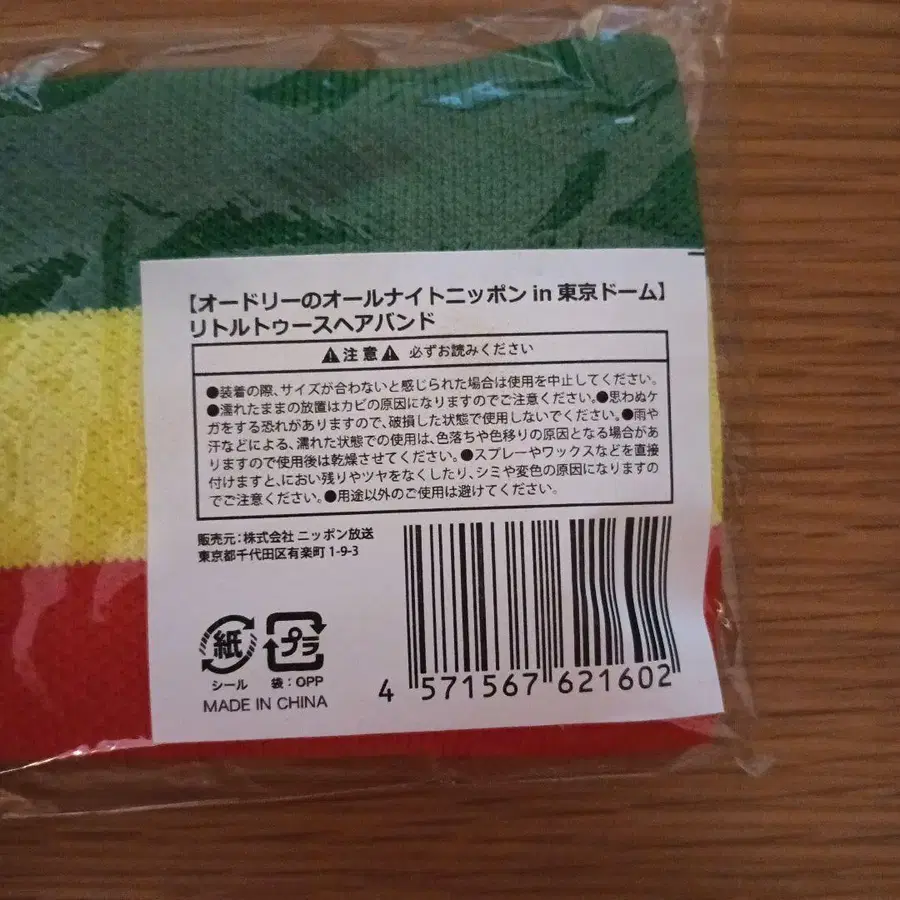 【オードリーのオールナイトニッポン in 東京ドーム】
リトルトゥースヘアバンド
⚠注意⚠ 必ずお読みください
●装着の際、サイズが合わないと感じられた場合は使用を中止してください。
●濡れたままの放置はカビの原因になりますのでご注意ください。●思わぬケ
ガをする恐れがありますので、破損した状態で使用しないでください。●雨や
汗などによる、濡れた状態での使用は、色落ちや色移りの原因となる場合があ
りますので使用後は乾燥させてください。●スプレーやワックスなどを直接
付けますと、におい残りやツヤをなくしたり、シミや変色の原因になりますの
でご注意ください。●用途以外のご使用は避けてください。
販売元:株式会社 ニッポン放送
東京都千代田区有楽町 1-9-3
紙 プラ
シール 袋:OPP
MADE IN CHINA
4 571567 621602